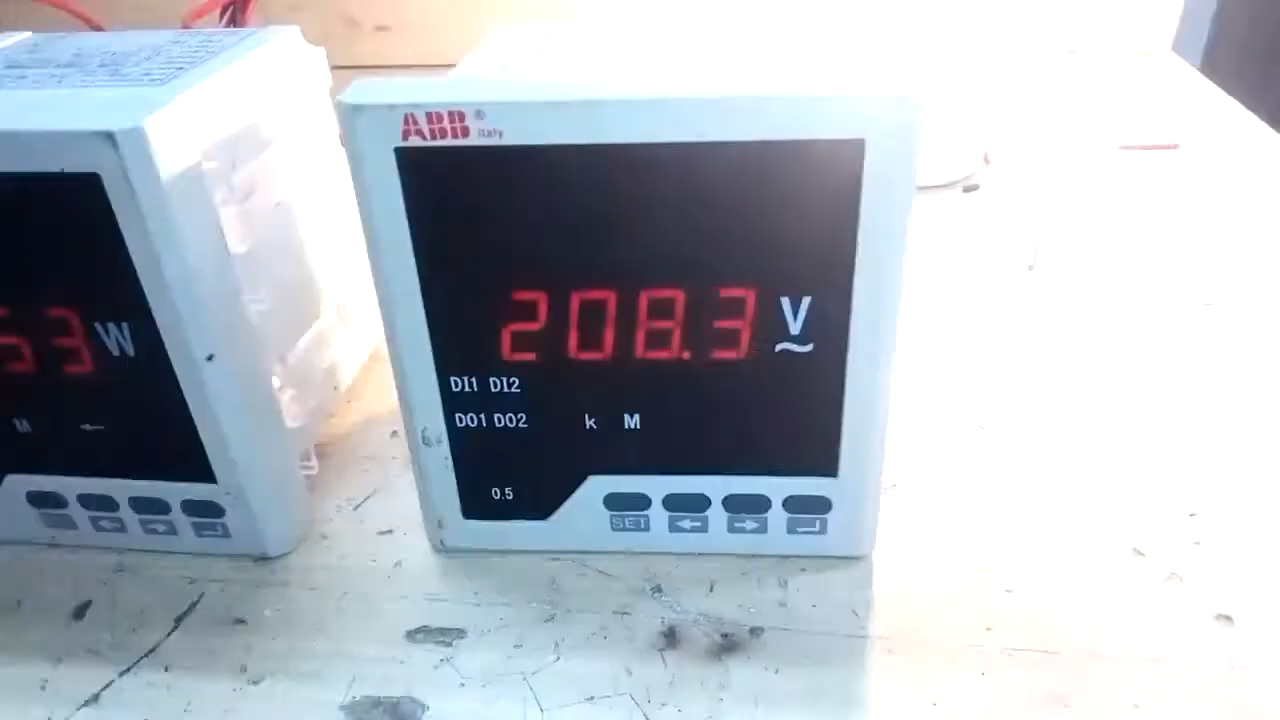 ABB®
Italy
208.3 V
~
DI1 DI2
DO1 DO2 k M
0.5
SET
53 W
M